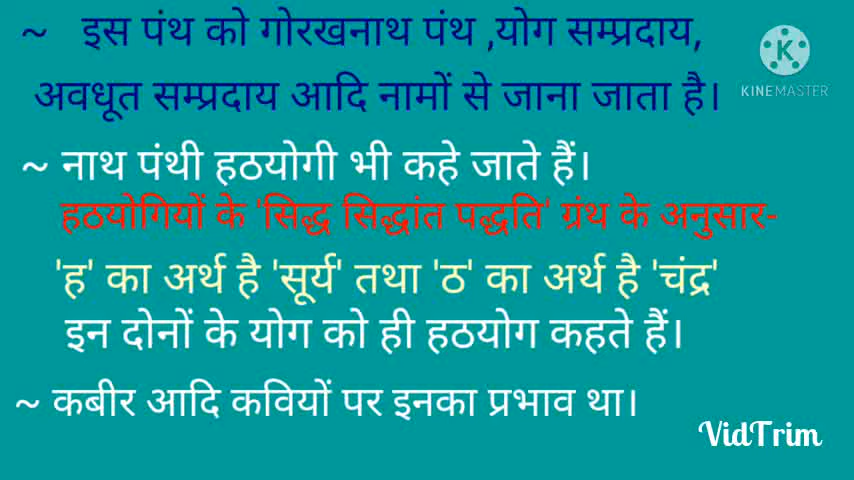 ~ इस पंथ को गोरखनाथ पंथ ,योग सम्प्रदाय,
अवधूत सम्प्रदाय आदि नामों से जाना जाता है।
~ नाथ पंथी हठयोगी भी कहे जाते हैं।
हठयोगियों के 'सिद्ध सिद्धांत पद्धति' ग्रंथ के अनुसार-
'ह' का अर्थ है 'सूर्य' तथा 'ठ' का अर्थ है 'चंद्र'
इन दोनों के योग को ही हठयोग कहते हैं।
~ कबीर आदि कवियों पर इनका प्रभाव था।
K
KINEMASTER
VidTrim